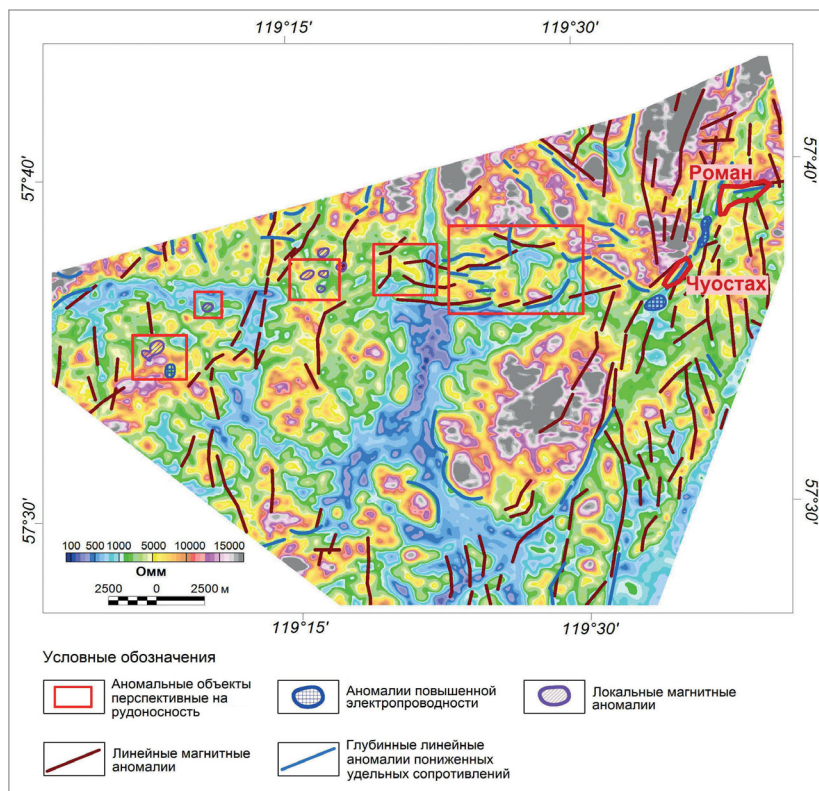 119°15'
119°30'
57°40'
57°40'
Роман
Чуостах
57°30'
57°30'
100 500 1000 5000 10000 15000
Омм
2500 0 2500 м
119°15'
119°30'
Условные обозначения
Аномальные объекты
перспективные на
рудоносность
Аномалии повышенной
электропроводности
Локальные магнитные
аномалии
Линейные магнитные
аномалии
Глубинные линейные
аномалии пониженных
удельных сопротивлений